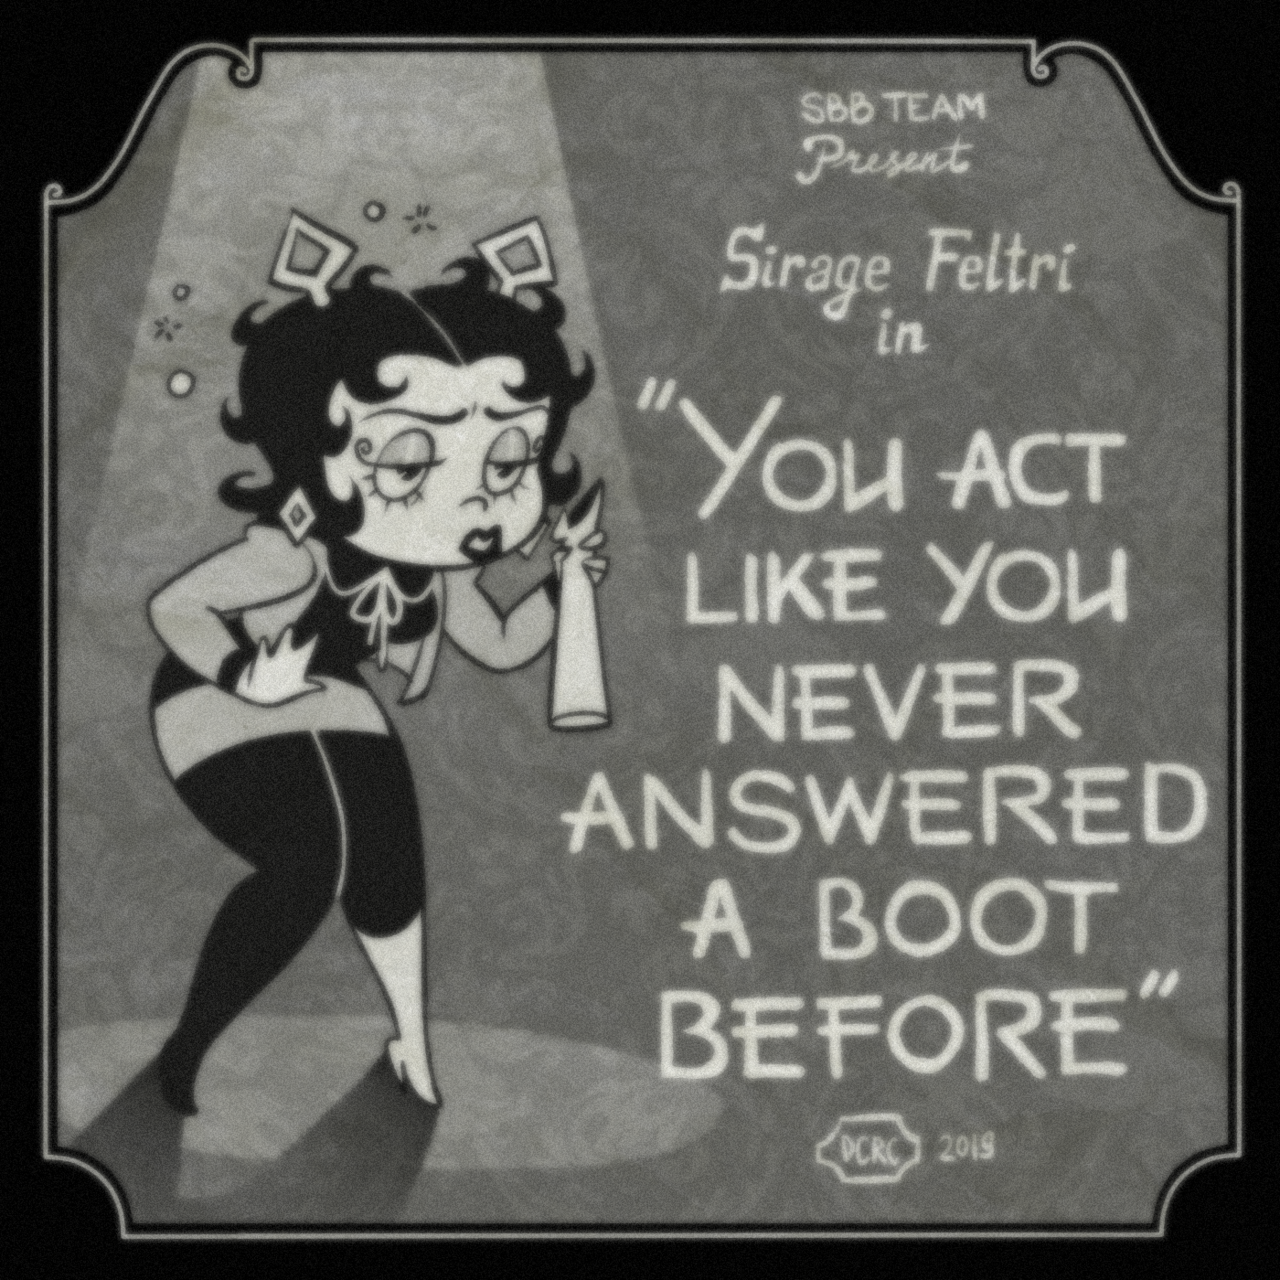 SBB TEAM
Present
Sirage Feltri
in
"YOU ACT
LIKE YOU
NEVER
ANSWERED
A BOOT
BEFORE"
DCRC 2019